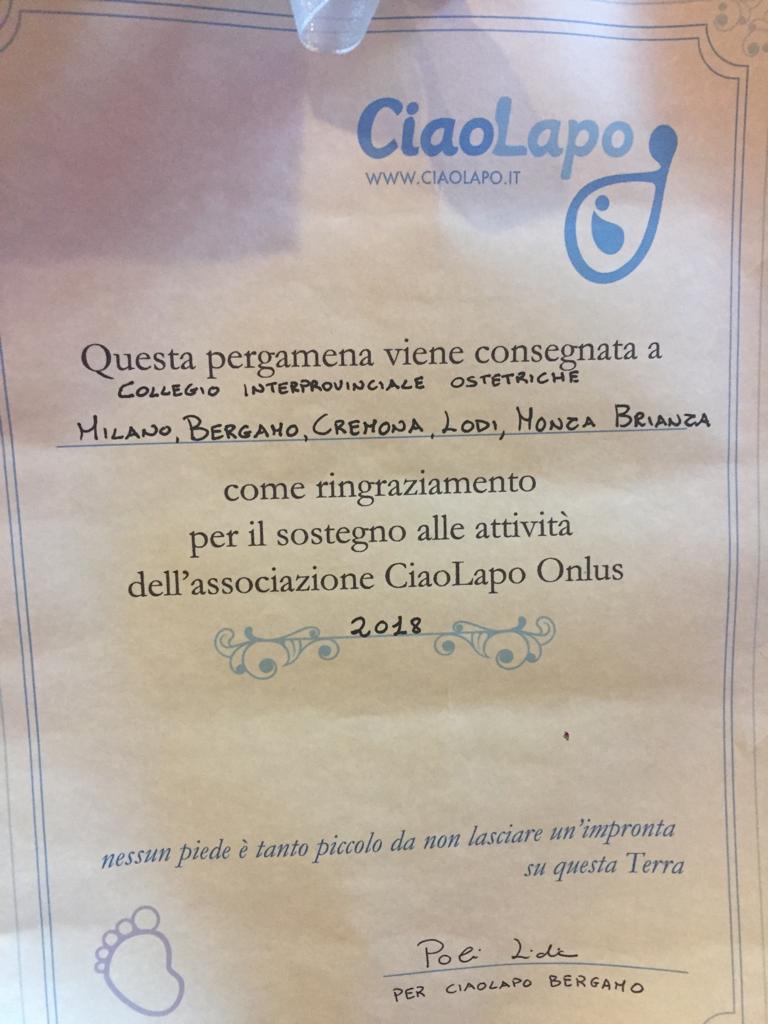 CiaoLapo
WWW.CIAOLAPO.IT
Questa pergamena viene consegnata a
COLLEGIO INTERPROVINCIALE OSTETRICHE
MILANO, BERGAMO, CREMONA, LODI, MONZA BRIANZA
come ringraziamento
per il sostegno alle attività
dell'associazione CiaoLapo Onlus
2018
nessun piede è tanto piccolo da non lasciare un'impronta
su questa Terra
Poli Lidia
PER CIAOLAPO BERGAMO